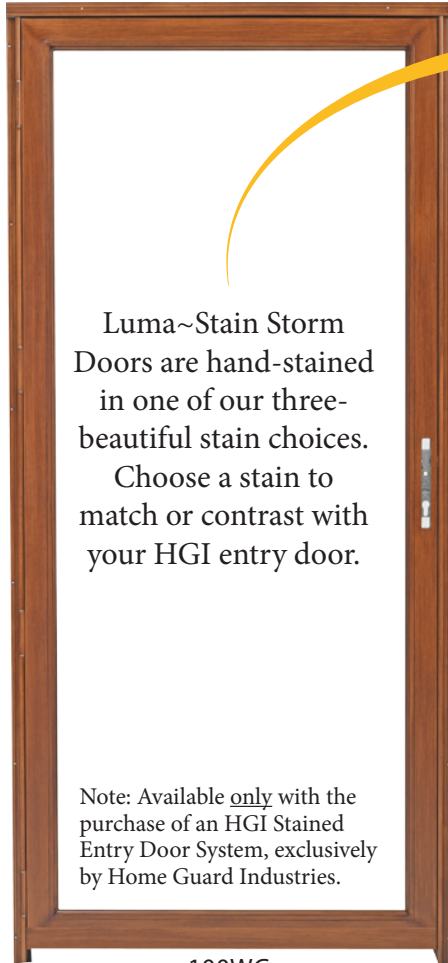 Luma~Stain Storm
Doors are hand-stained
in one of our three-
beautiful stain choices.
Choose a stain to
match or contrast with
your HGI entry door.
Note: Available only with the
purchase of an HGI Stained
Entry Door System, exclusively
by Home Guard Industries.